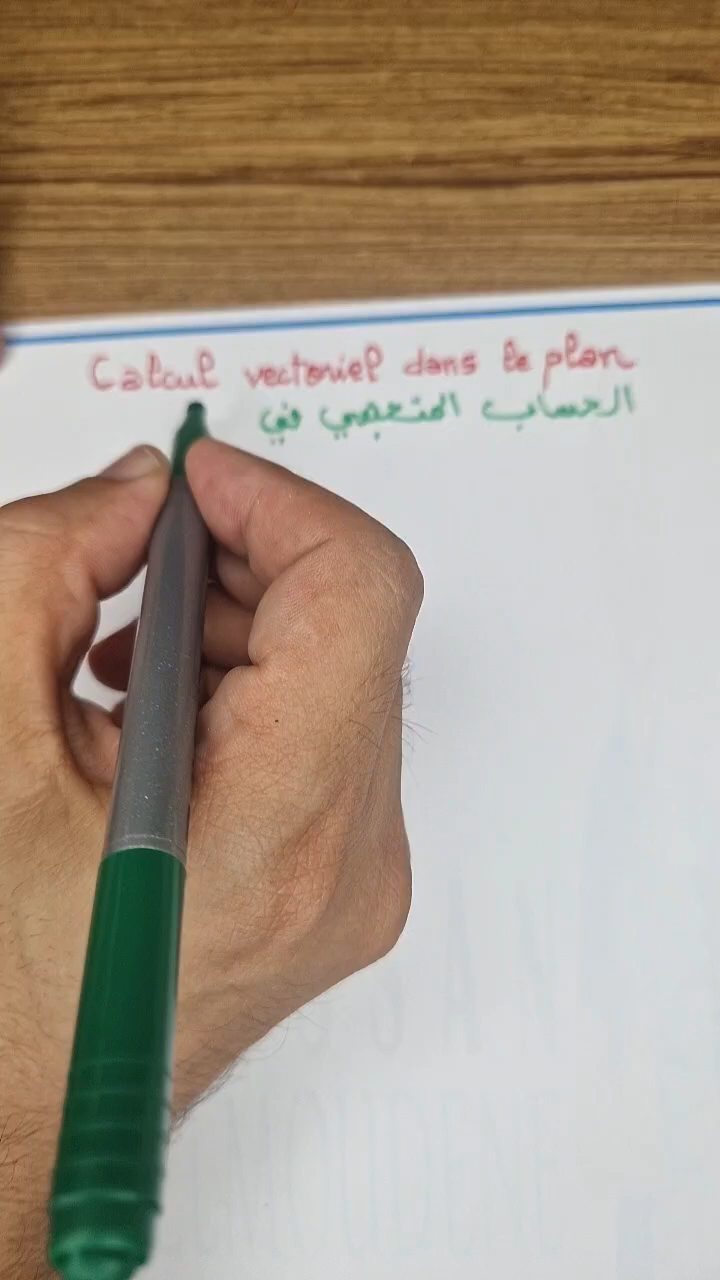 Calcul vectoriel dans le plan
الحساب المتجهي في